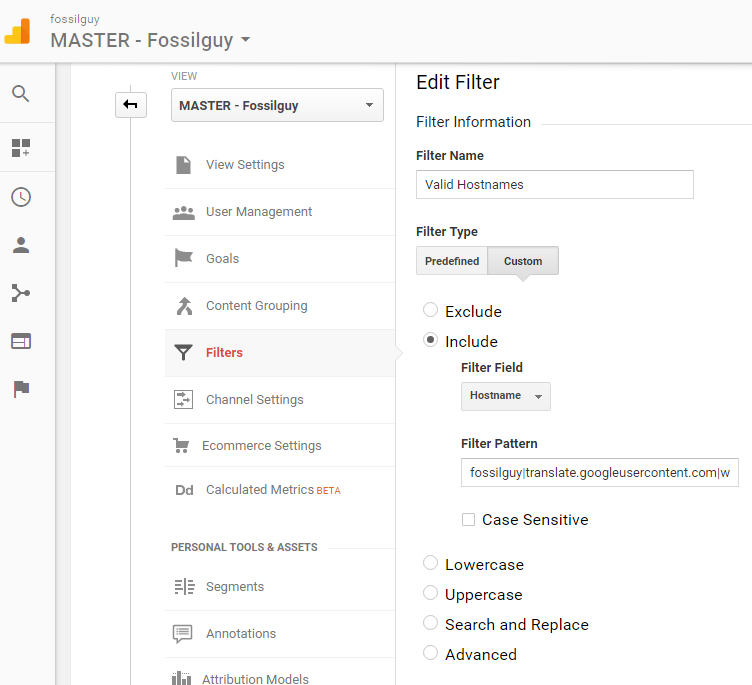 fossilguy
MASTER - Fossilguy
VIEW
MASTER - Fossilguy
View Settings
User Management
Goals
Content Grouping
Filters
Channel Settings
Ecommerce Settings
Dd Calculated Metrics BETA
PERSONAL TOOLS & ASSETS
Segments
Annotations
Attribution Models
Edit Filter
Filter Information
Filter Name
Valid Hostnames
Filter Type
Predefined Custom
Exclude
Include
Filter Field
Hostname
Filter Pattern
fossilguy|translate.googleusercontent.com|w
Case Sensitive
Lowercase
Uppercase
Search and Replace
Advanced